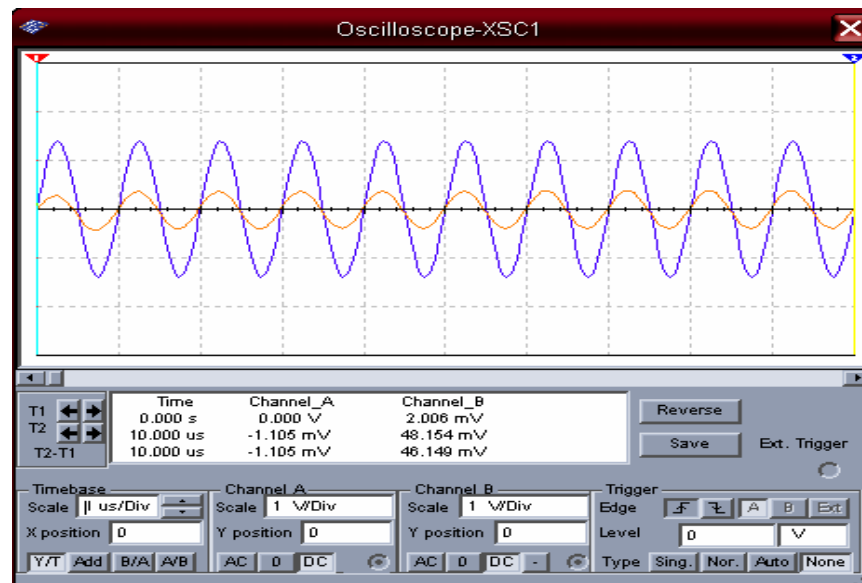 Oscilloscope-XSC1
1 2
Time Channel_A Channel_B
T1 0.000 s 0.000 V 2.006 mV
T2 10.000 us -1.105 mV 48.154 mV
T2-T1 10.000 us -1.105 mV 46.149 mV
Reverse
Save Ext. Trigger
Timebase Channel A Channel B Trigger
Scale 1 us/Div Scale 1 V/Div Scale 1 V/Div Edge A B Ext
X position 0 Y position 0 Y position 0 Level 0 V
Y/T Add B/A A/B AC 0 DC AC 0 DC - Type Sing. Nor. Auto None